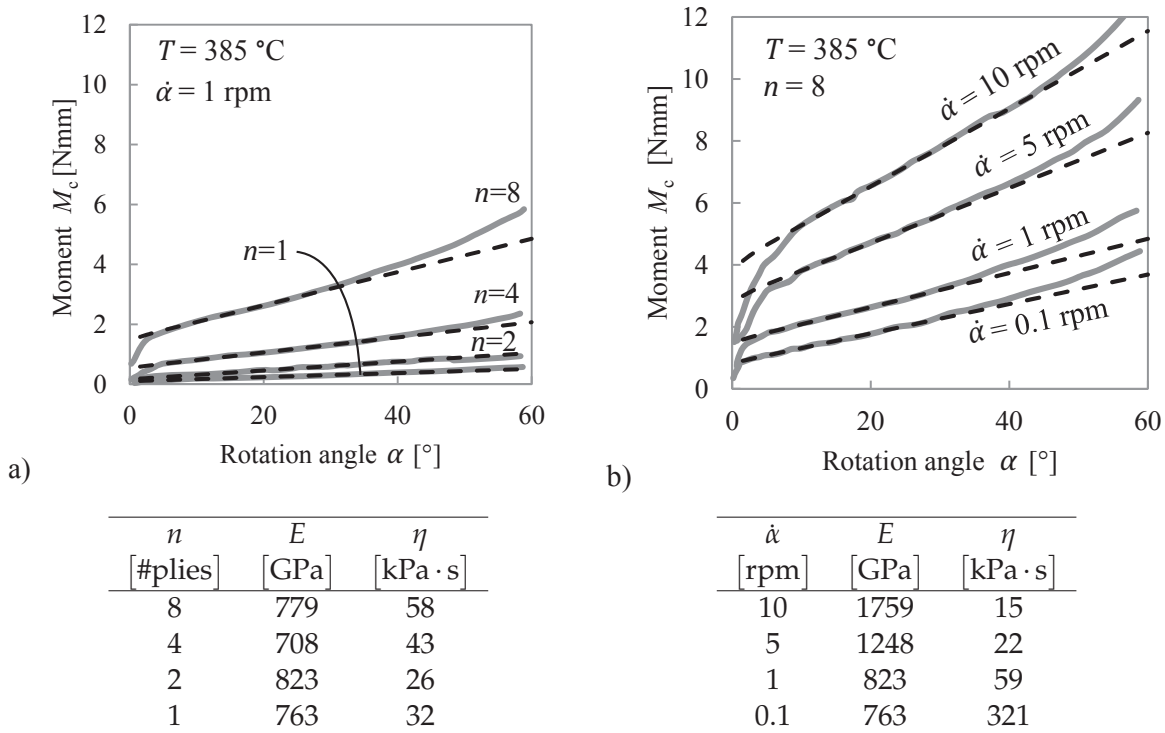 12
10
8
6
4
2
0
Moment M_c [Nmm]
T = 385 °C
α̇ = 1 rpm
n=8
n=1
n=4
n=2
0
20
40
60
Rotation angle α [°]
a)
12
10
8
6
4
2
0
Moment M_c [Nmm]
T = 385 °C
n = 8
α̇ = 10 rpm
α̇ = 5 rpm
α̇ = 1 rpm
α̇ = 0.1 rpm
0
20
40
60
Rotation angle α [°]
b)
n E η
[#plies] [GPa] [kPa · s]
8 779 58
4 708 43
2 823 26
1 763 32
α̇ E η
[rpm] [GPa] [kPa · s]
10 1759 15
5 1248 22
1 823 59
0.1 763 321